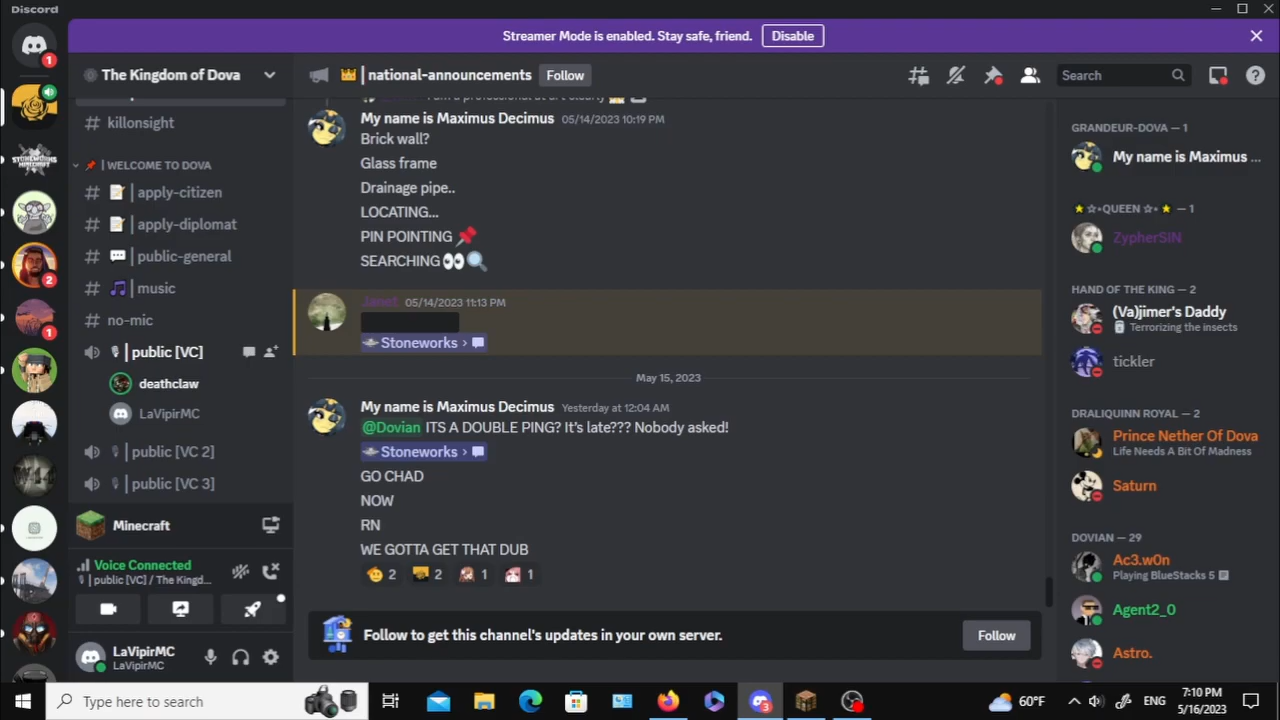 Discord
Streamer Mode is enabled. Stay safe, friend.
Disable
1
The Kingdom of Dova
killonsight
WELCOME TO DOVA
apply-citizen
apply-diplomat
public-general
music
no-mic
public [VC]
deathclaw
LaVipirMC
public [VC 2]
public [VC 3]
2
1
Minecraft
Voice Connected
public [VC] / The Kingd...
LaVipirMC
LaVipirMC
| national-announcements
Follow
Search
My name is Maximus Decimus 05/14/2023 10:19 PM
Brick wall?
Glass frame
Drainage pipe..
LOCATING...
PIN POINTING
SEARCHING
Janet 05/14/2023 11:13 PM
Stoneworks ›
May 15, 2023
My name is Maximus Decimus Yesterday at 12:04 AM
@Dovian ITS A DOUBLE PING? It's late??? Nobody asked!
Stoneworks ›
GO CHAD
NOW
RN
WE GOTTA GET THAT DUB
2 2 1 1
Follow to get this channel's updates in your own server.
Follow
GRANDEUR-DOVA — 1
My name is Maximus ...
QUEEN — 1
ZypherSIN
HAND OF THE KING — 2
(Va)jimer's Daddy
Terrorizing the insects
tickler
DRALIQUINN ROYAL — 2
Prince Nether Of Dova
Life Needs A Bit Of Madness
Saturn
DOVIAN — 29
Ac3.w0n
Playing BlueStacks 5
Agent2_0
Astro.
Type here to search
3
60°F
ENG
7:10 PM
5/16/2023